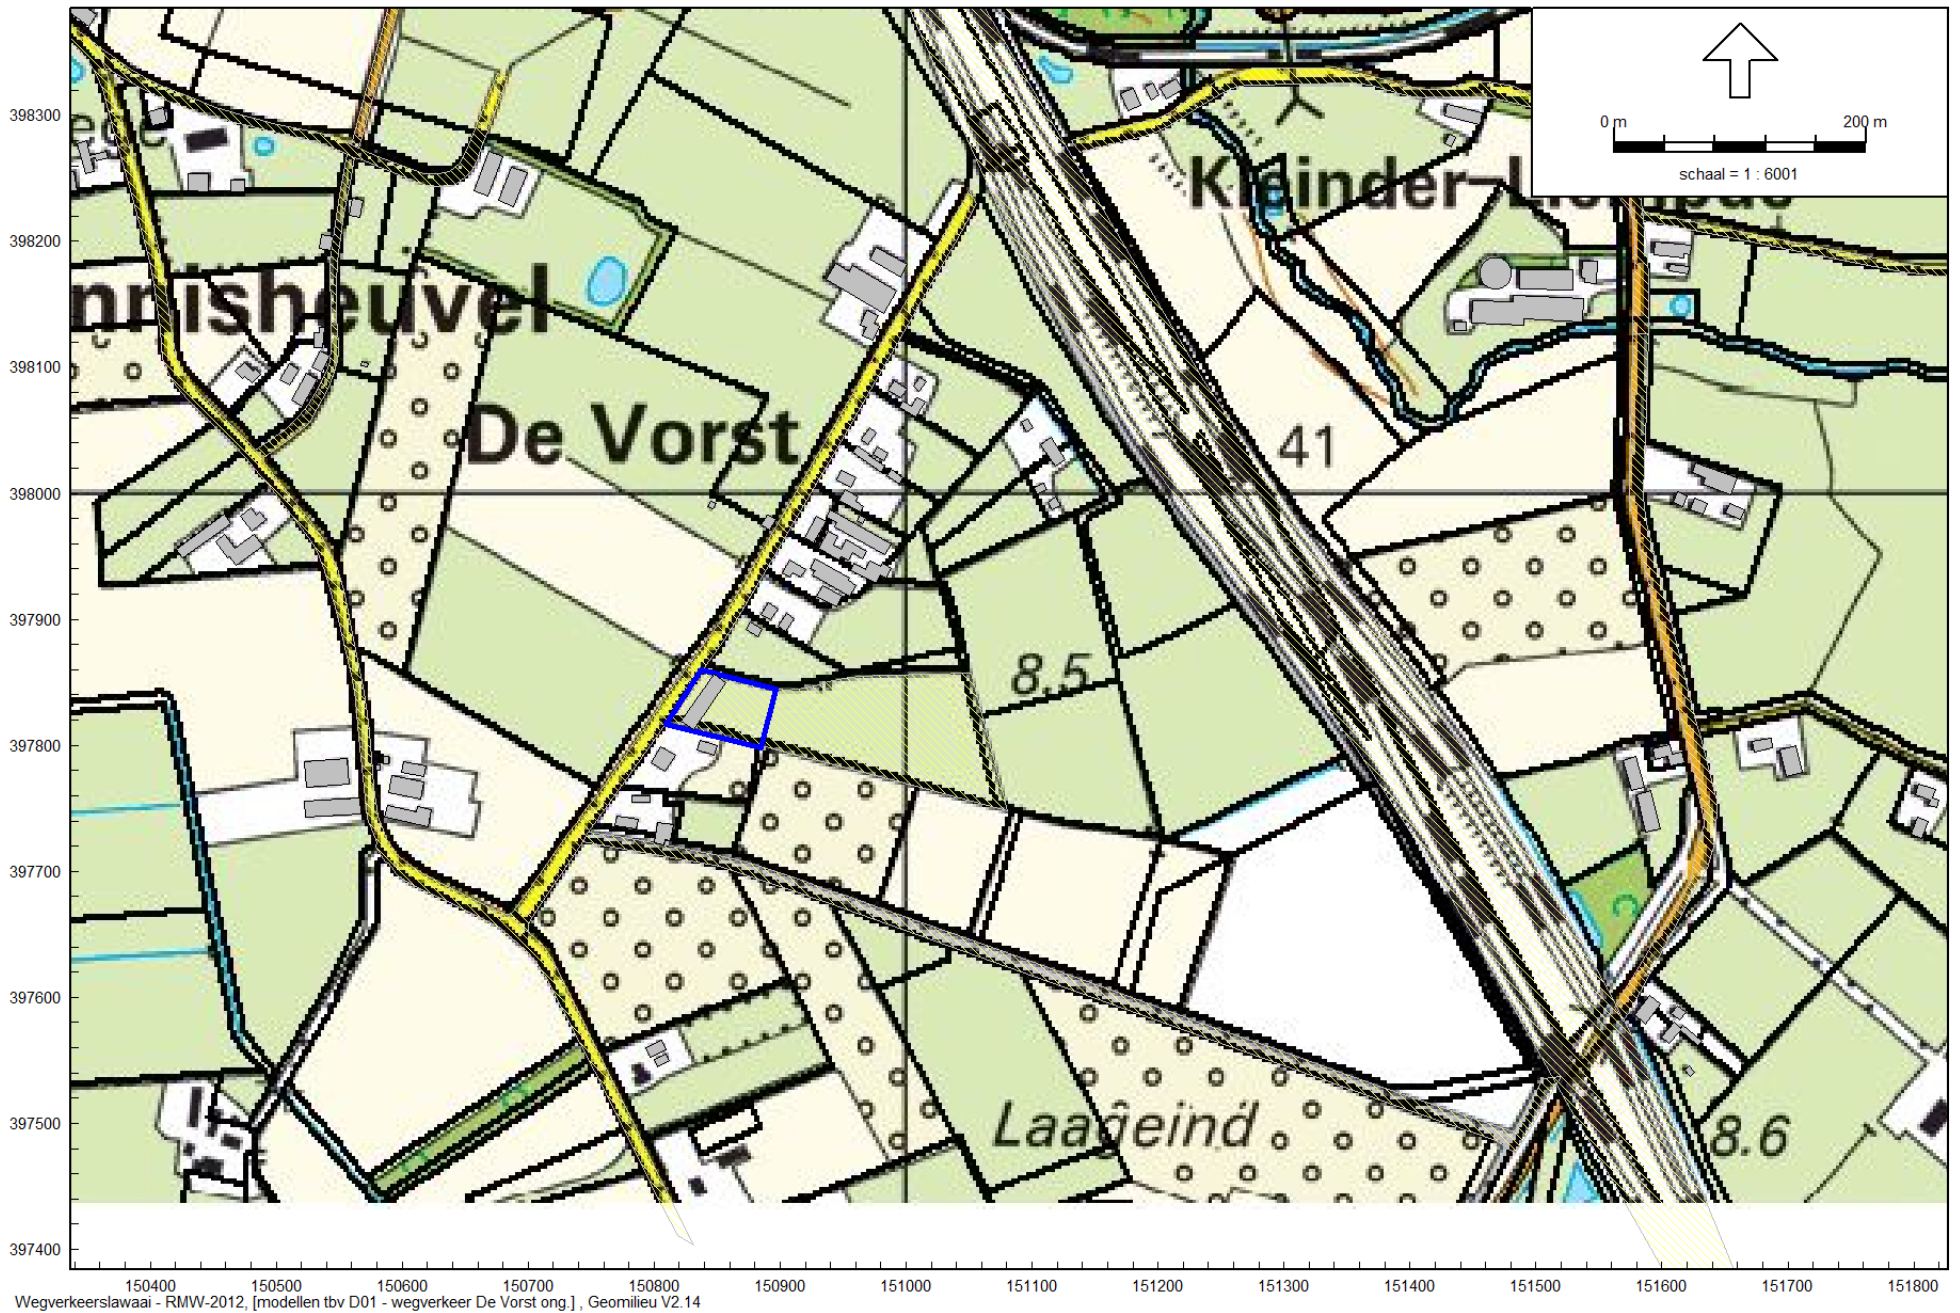 0 m 200 m
schaal = 1 : 6001
398300
398200
398100
398000
397900
397800
397700
397600
397500
397400
Kleinder-L
nnisheuvel
De Vorst
41
8.5
Laageind
8.6
150400 150500 150600 150700 150800 150900 151000 151100 151200 151300 151400 151500 151600 151700 151800
Wegverkeerslawaai - RMW-2012, [modellen tbv D01 - wegverkeer De Vorst ong.] , Geomilieu V2.14